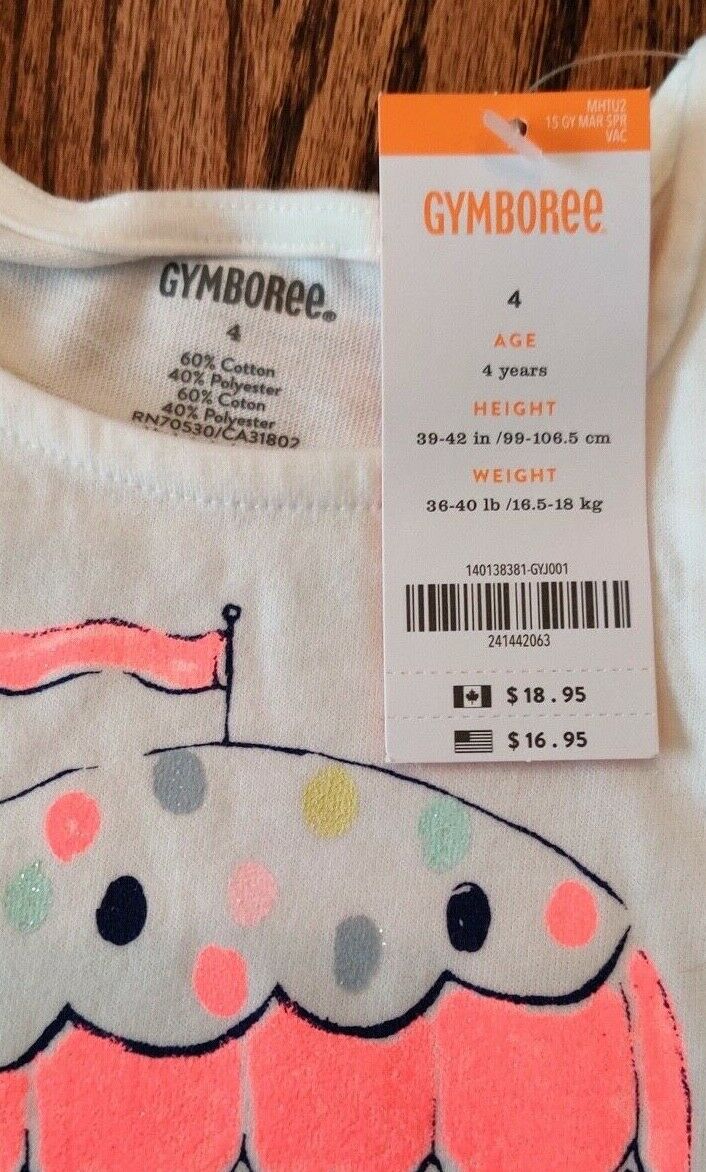 MHTU2
15 GY MAR SPR
VAC
GYMBOREE
4
AGE
4 years
HEIGHT
39-42 in /99-106.5 cm
WEIGHT
36-40 lb /16.5-18 kg
140138381-GYJ001
241442063
$18.95
$16.95
GYMBOREE®
4
60% Cotton
40% Polyester
60% Coton
40% Polyester
RN70530/CA31802